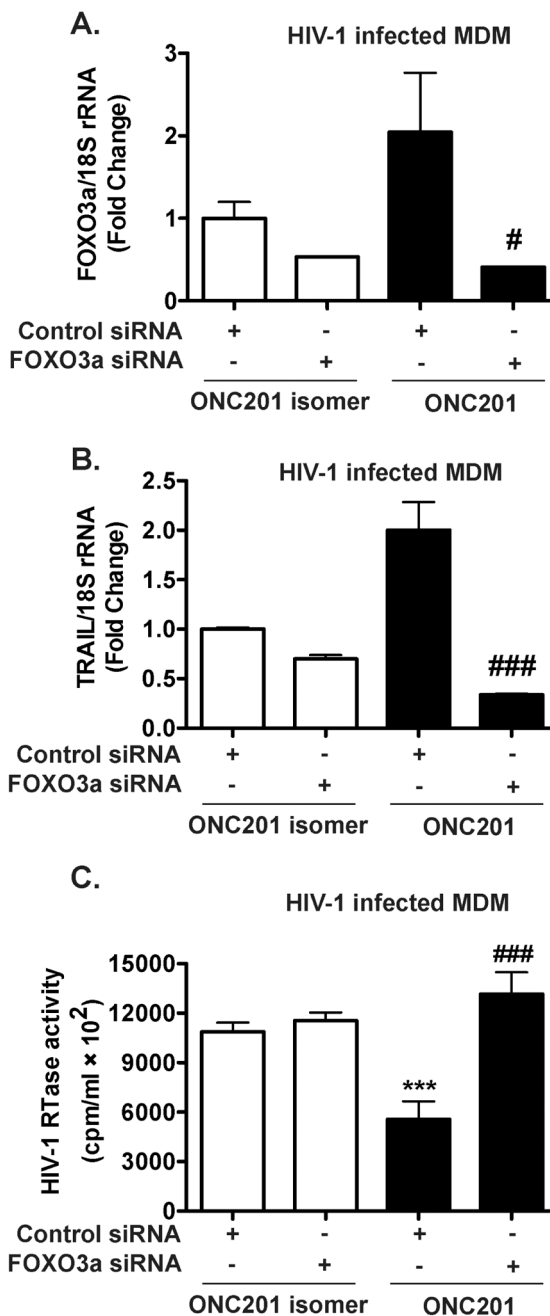 A.
HIV-1 infected MDM
FOXO3a/18S rRNA
(Fold Change)
3
2
1
0
#
Control siRNA + - + -
FOXO3a siRNA - + - +
ONC201 isomer ONC201
B.
HIV-1 infected MDM
TRAIL/18S rRNA
(Fold Change)
2.5
2.0
1.5
1.0
0.5
0.0
###
Control siRNA + - + -
FOXO3a siRNA - + - +
ONC201 isomer ONC201
C.
HIV-1 infected MDM
HIV-1 RTase activity
(cpm/ml × 10²)
15000
12000
9000
6000
3000
0
###
***
Control siRNA + - + -
FOXO3a siRNA - + - +
ONC201 isomer ONC201